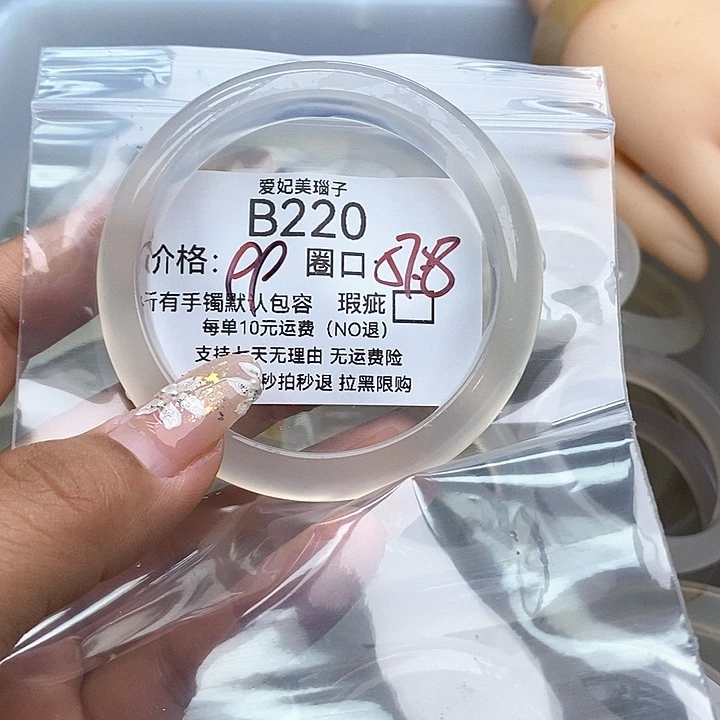 爱妃美瑙子
B220
价格：99 圈口：57.8
所有手镯默认包容 瑕疵
每单10元运费（NO退）
支持七天无理由 无运费险
秒拍秒退 拉黑限购